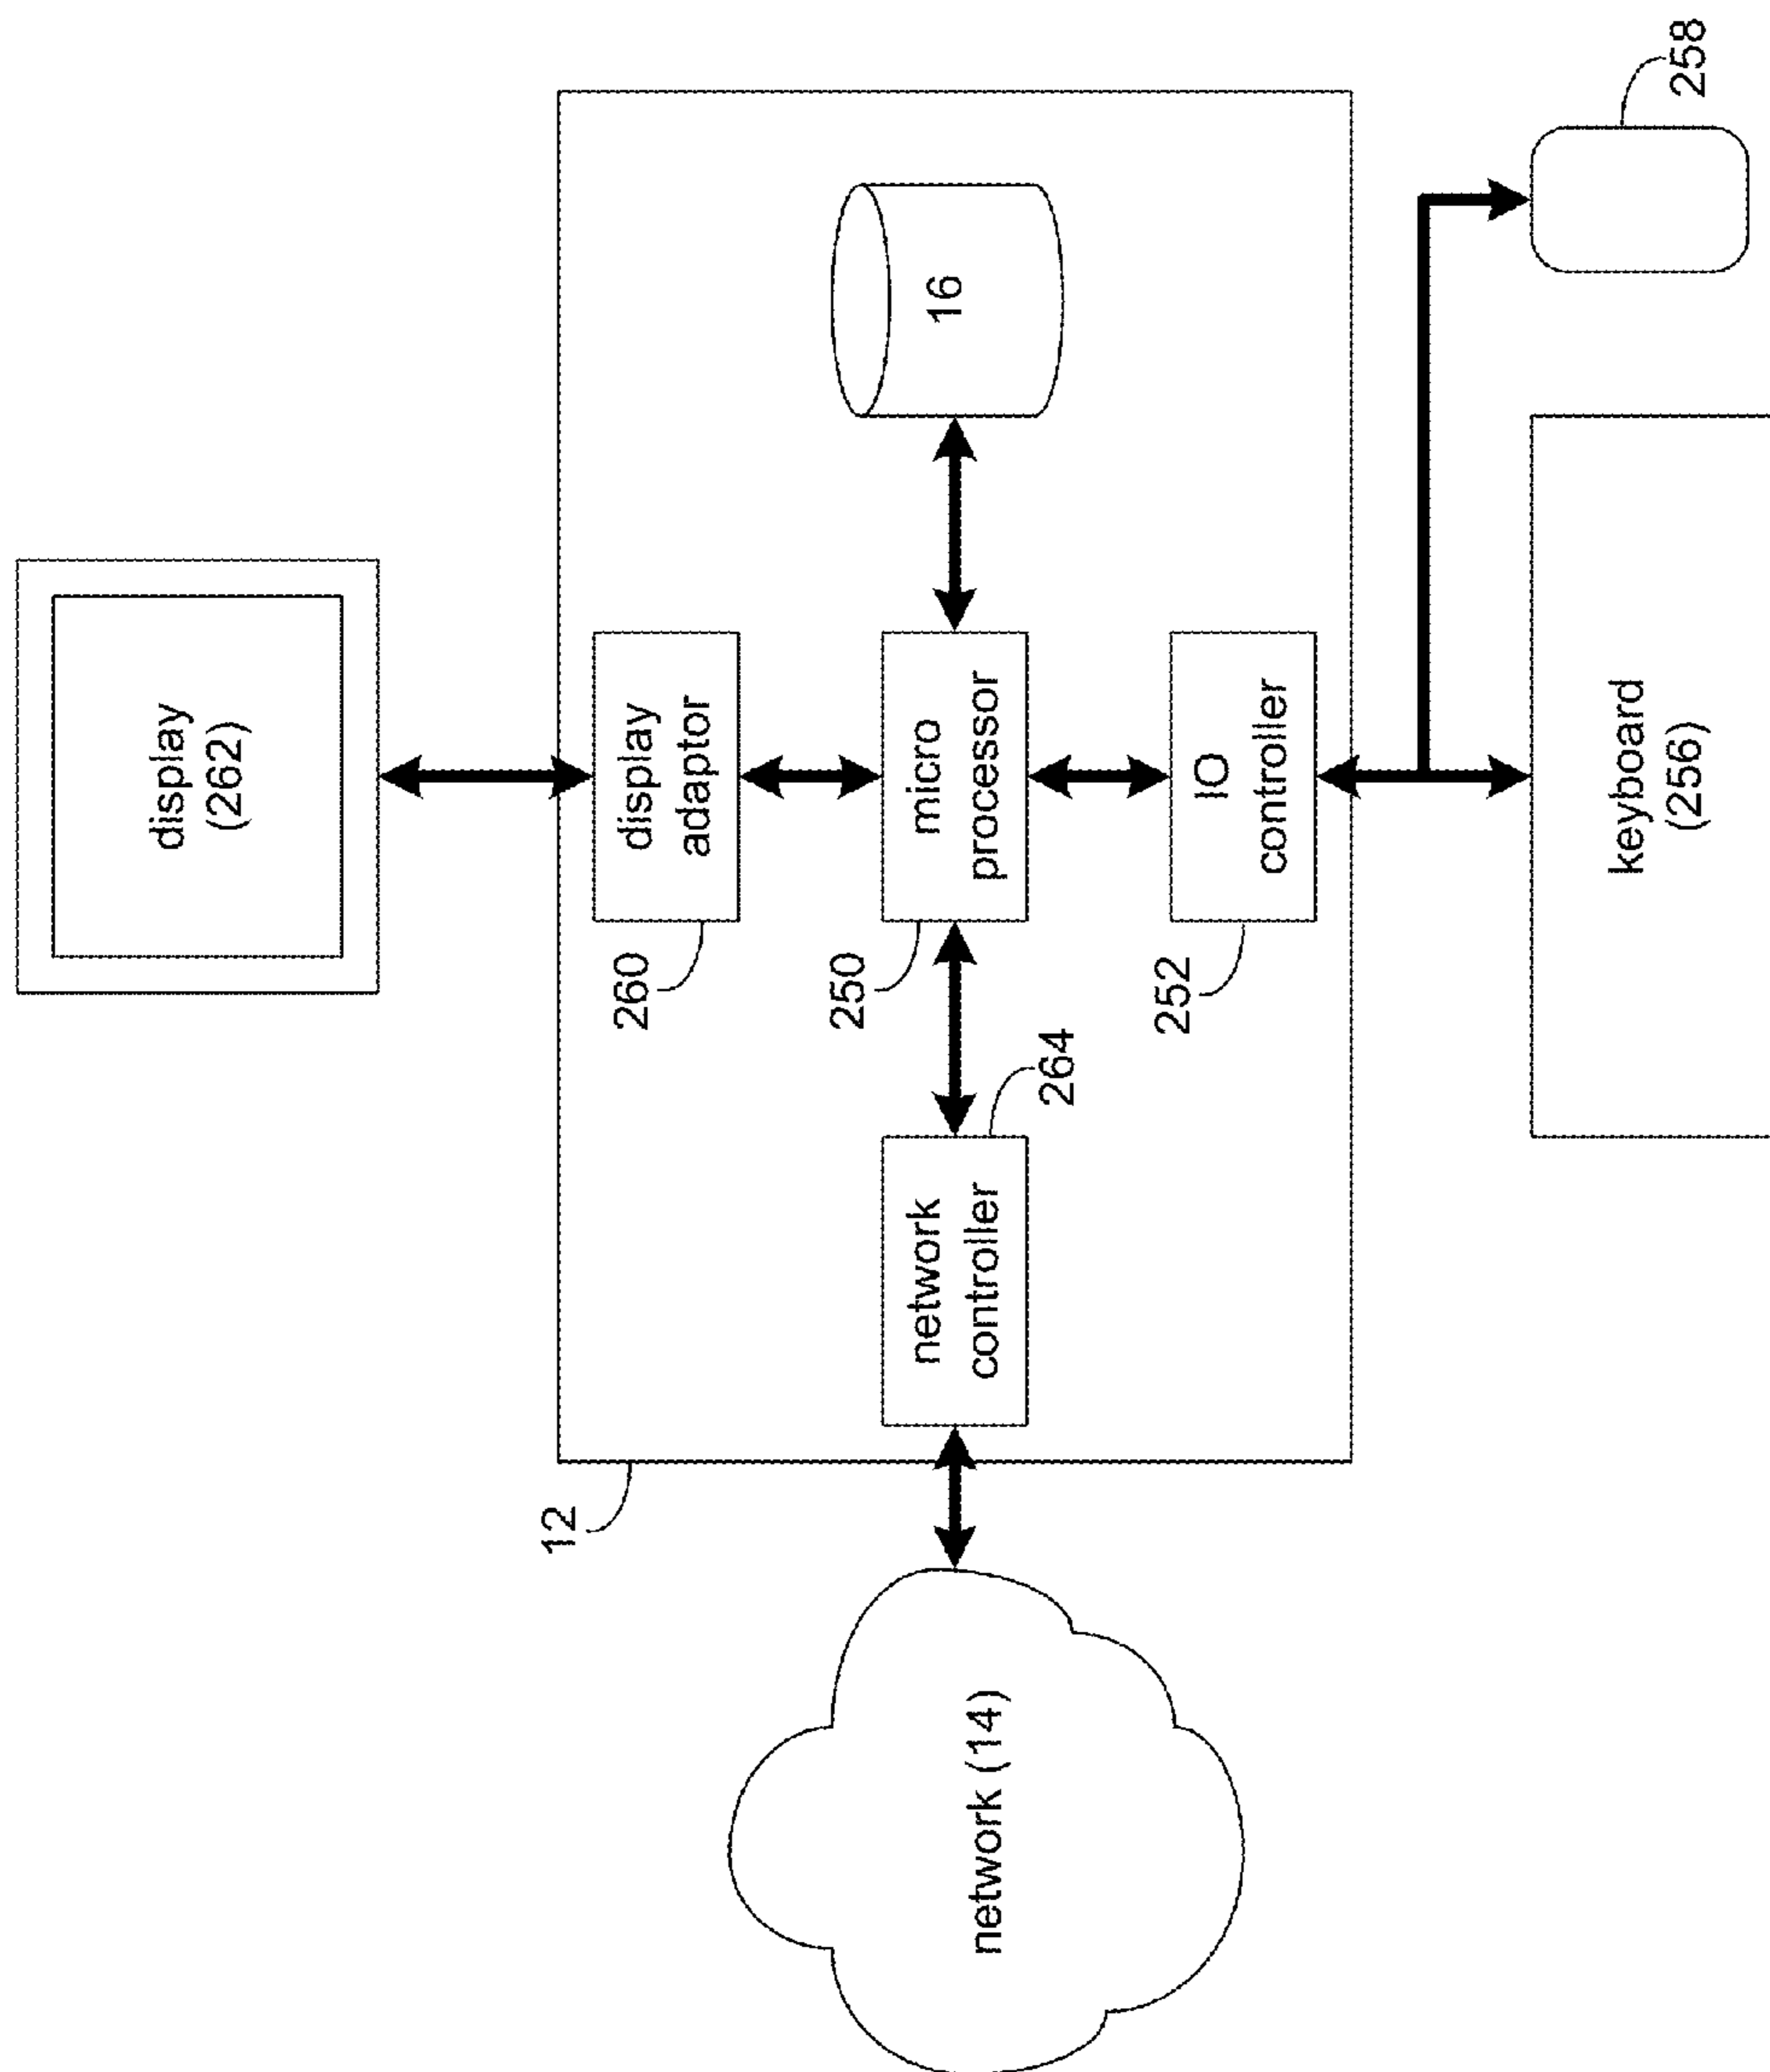 display
(262)
display
adaptor
260
micro
processor
250
16
IO
controller
252
network
controller
264
12
network (14)
keyboard
(256)
258